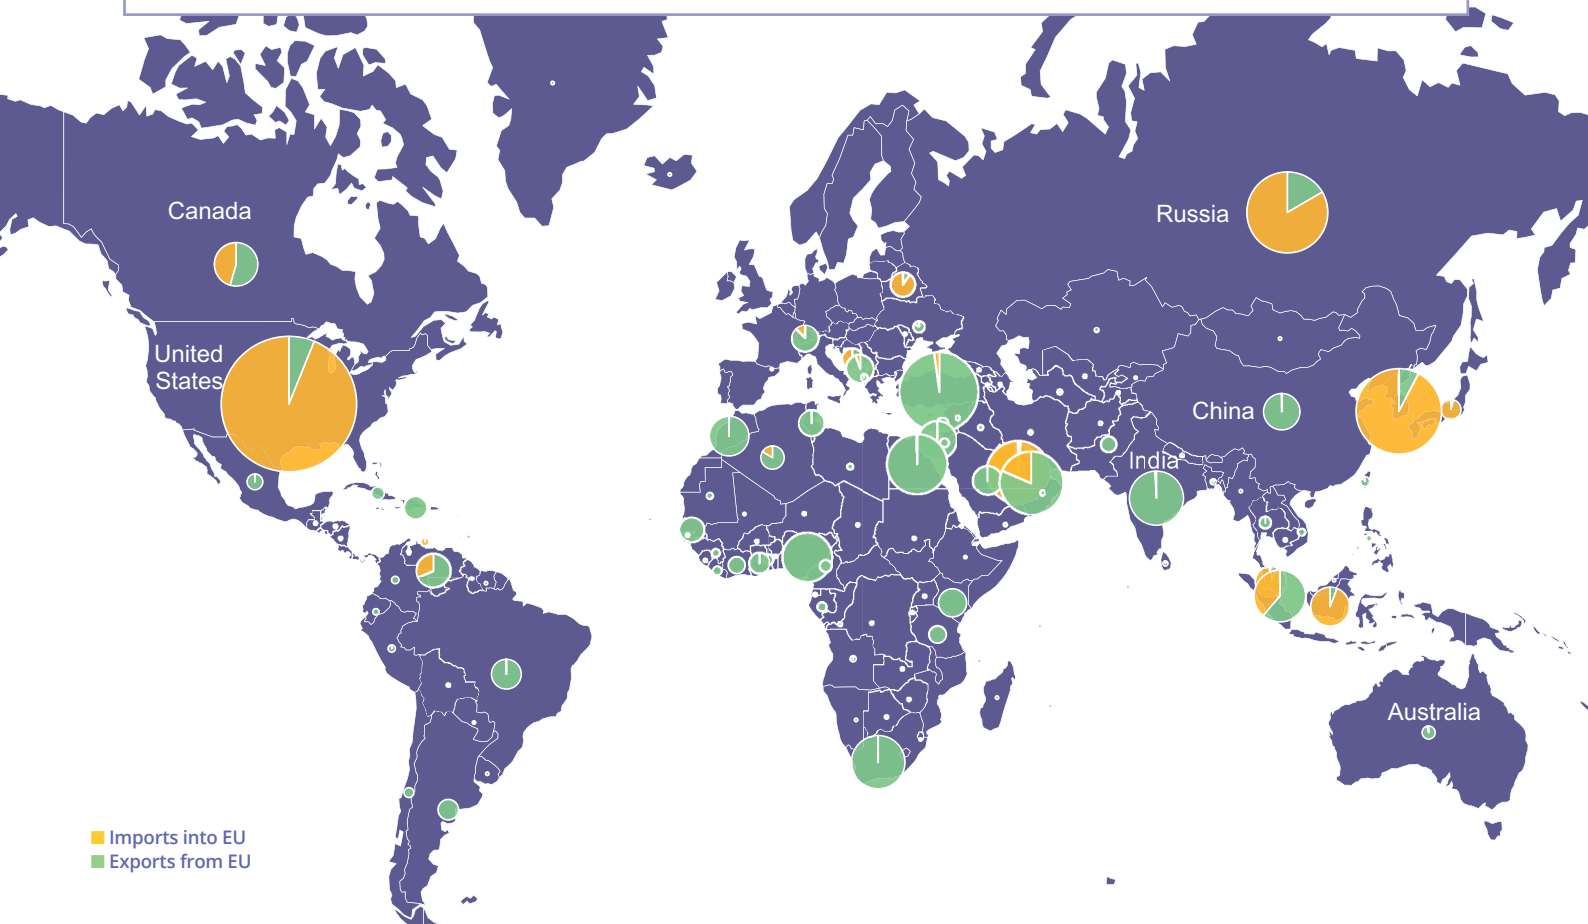 Canada
Russia
United
States
China
India
Australia
Imports into EU
Exports from EU